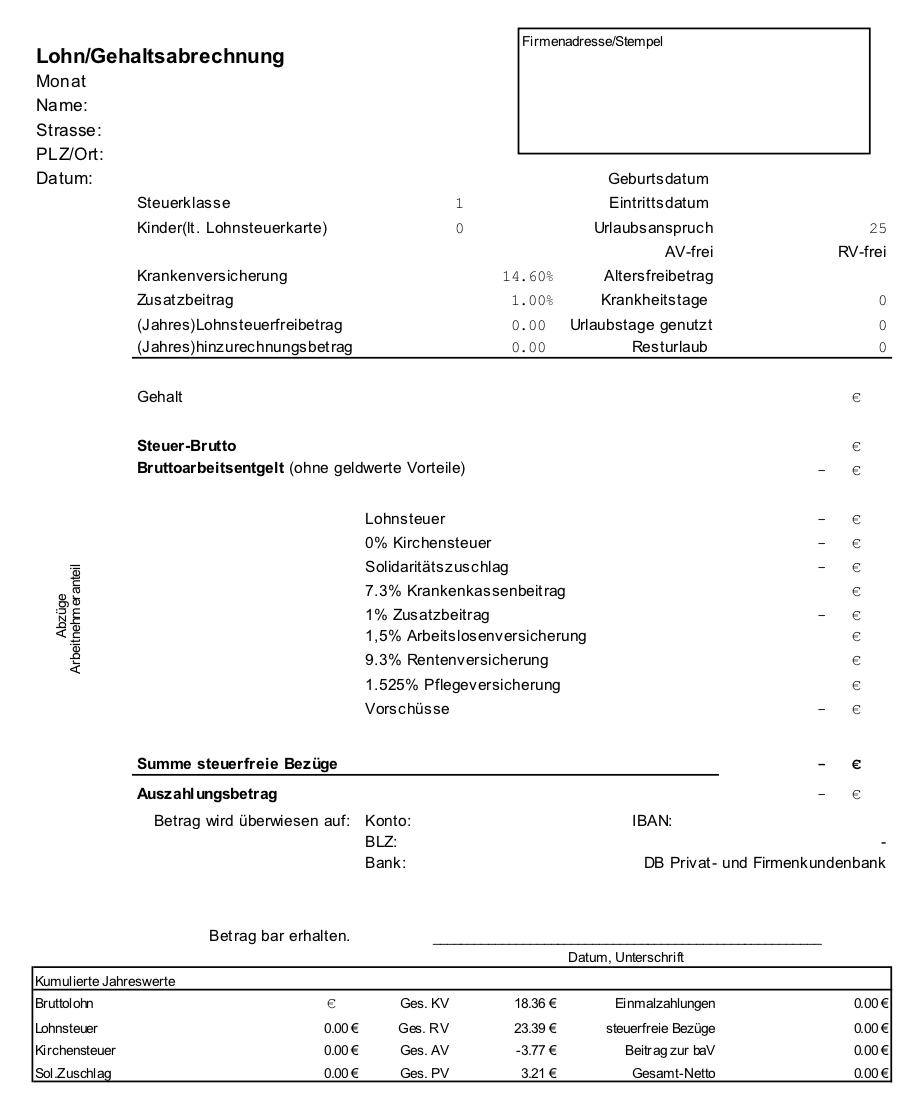 Firmenadresse/Stempel
Lohn/Gehaltsabrechnung
Monat
Name:
Strasse:
PLZ/Ort:
Datum: Geburtsdatum
Steuerklasse 1 Eintrittsdatum
Kinder(lt. Lohnsteuerkarte) 0 Urlaubsanspruch 25
AV-frei RV-frei
Krankenversicherung 14.60% Altersfreibetrag
Zusatzbeitrag 1.00% Krankheitstage 0
(Jahres)Lohnsteuerfreibetrag 0.00 Urlaubstage genutzt 0
(Jahres)hinzurechnungsbetrag 0.00 Resturlaub 0
Gehalt €
Steuer-Brutto €
Bruttoarbeitsentgelt (ohne geldwerte Vorteile) – €
Abzüge
Arbeitnehmeranteil
Lohnsteuer – €
0% Kirchensteuer – €
Solidaritätszuschlag – €
7.3% Krankenkassenbeitrag €
1% Zusatzbeitrag – €
1,5% Arbeitslosenversicherung €
9.3% Rentenversicherung €
1.525% Pflegeversicherung €
Vorschüsse – €
Summe steuerfreie Bezüge – €
Auszahlungsbetrag – €
Betrag wird überwiesen auf: Konto: IBAN:
BLZ: -
Bank: DB Privat- und Firmenkundenbank
Betrag bar erhalten.
Datum, Unterschrift
Kumulierte Jahreswerte
Bruttolohn € Ges. KV 18.36 € Einmalzahlungen 0.00 €
Lohnsteuer 0.00 € Ges. RV 23.39 € steuerfreie Bezüge 0.00 €
Kirchensteuer 0.00 € Ges. AV -3.77 € Beitrag zur baV 0.00 €
Sol.Zuschlag 0.00 € Ges. PV 3.21 € Gesamt-Netto 0.00 €